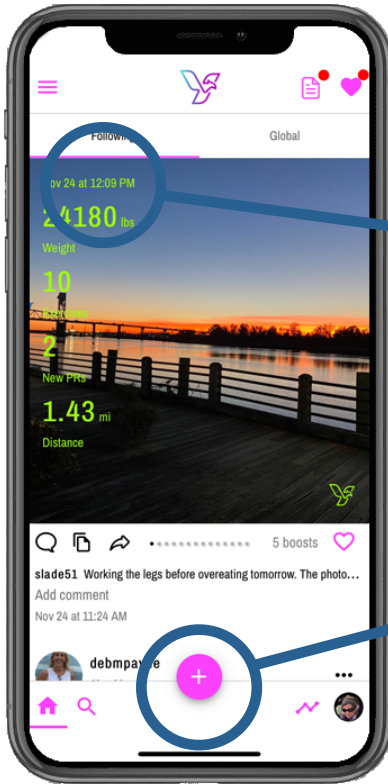 Following
Global
Nov 24 at 12:09 PM
24180 lbs
Weight
10
Exercises
2
New PRs
1.43 mi
Distance
5 boosts
slade51 Working the legs before overeating tomorrow. The photo...
Add comment
Nov 24 at 11:24 AM